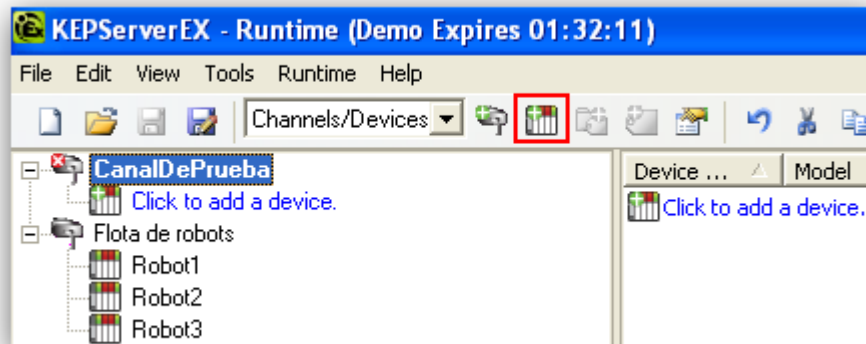 KEPServerEX - Runtime (Demo Expires 01:32:11)
File Edit View Tools Runtime Help
Channels/Devices
CanalDePrueba
Click to add a device.
Flota de robots
Robot1
Robot2
Robot3
Device ... Model
Click to add a device.